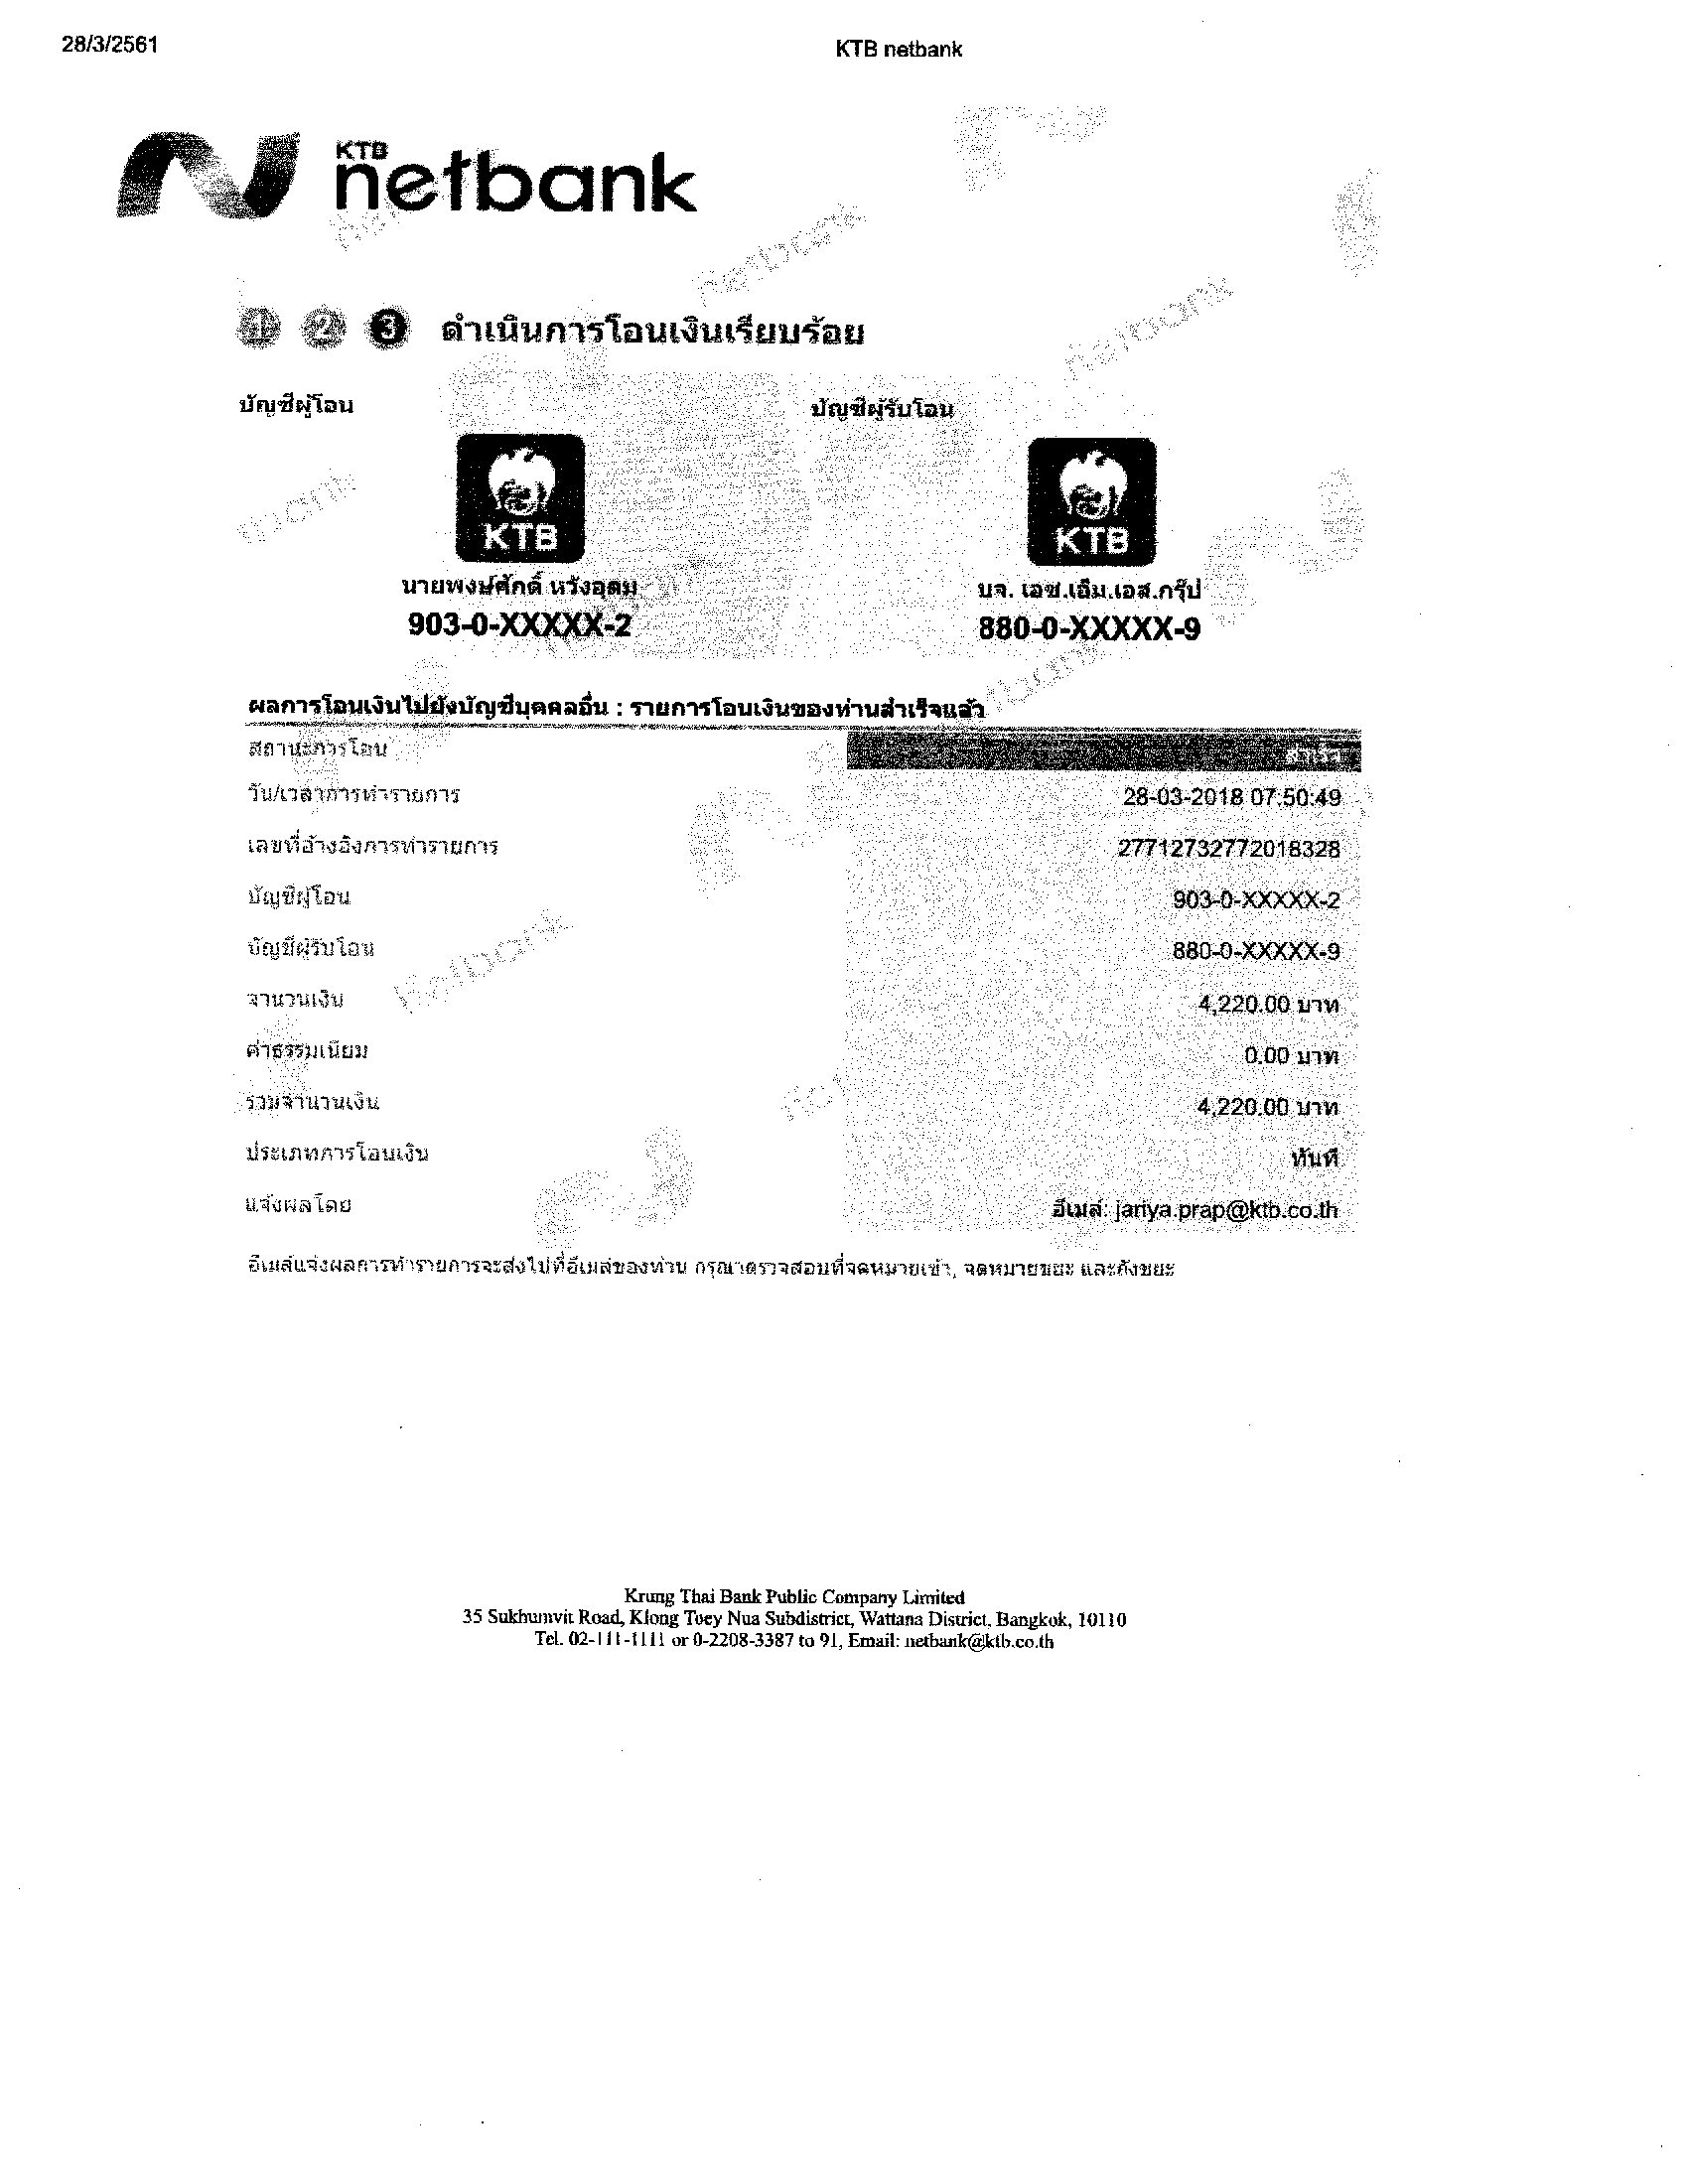 28/3/2561 KTB netbank
KTB
netbank
1 2 3 ดำเนินการโอนเงินเรียบร้อย
บัญชีผู้โอน บัญชีผู้รับโอน
KTB KTB
นายพงษ์ศักดิ์ หวังอุดม บจ. เอช.เอ็ม.เอส.กรุ๊ป
903-0-XXXXX-2 880-0-XXXXX-9
ผลการโอนเงินไปยังบัญชีบุคคลอื่น : รายการโอนเงินของท่านสำเร็จแล้ว
สถานะการโอน สำเร็จ
วัน/เวลาการทำรายการ 28-03-2018 07:50:49
เลขที่อ้างอิงการทำรายการ 27712732772018328
บัญชีผู้โอน 903-0-XXXXX-2
บัญชีผู้รับโอน 880-0-XXXXX-9
จำนวนเงิน 4,220.00 บาท
ค่าธรรมเนียม 0.00 บาท
รวมจำนวนเงิน 4,220.00 บาท
ประเภทการโอนเงิน ทันที
แจ้งผลโดย อีเมล์: jariya.prap@ktb.co.th
อีเมล์แจ้งผลการทำรายการจะส่งไปที่อีเมล์ของท่าน กรุณาตรวจสอบที่จดหมายเข้า, จดหมายขยะ และถังขยะ
Krung Thai Bank Public Company Limited
35 Sukhumvit Road, Klong Toey Nua Subdistrict, Wattana District, Bangkok, 10110
Tel. 02-111-1111 or 0-2208-3387 to 91, Email: netbank@ktb.co.th